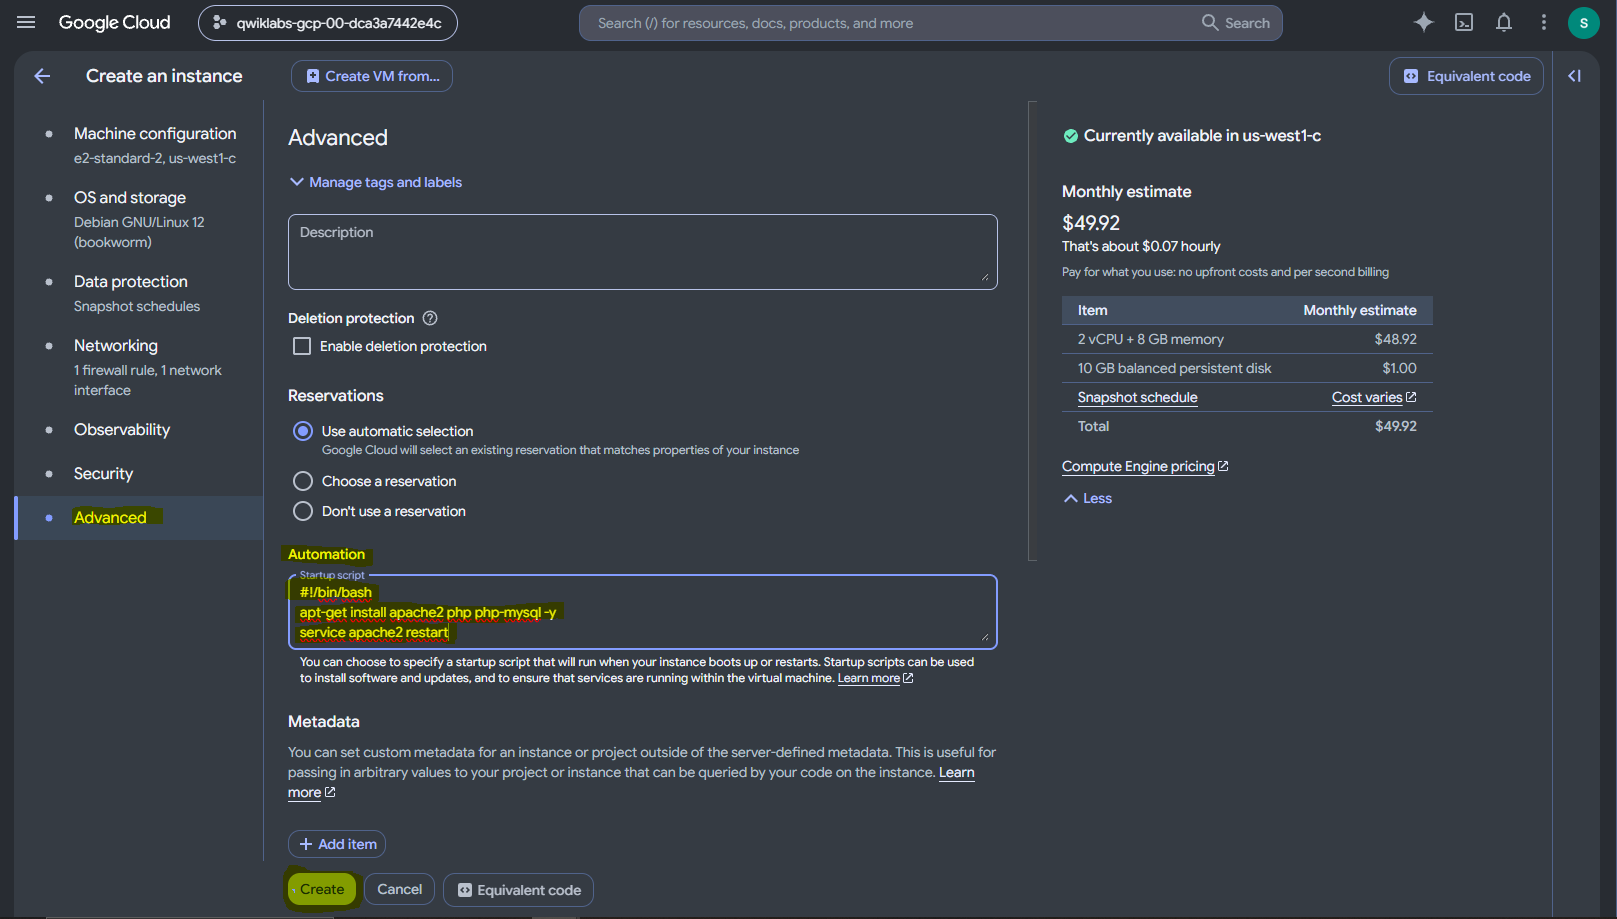 Google Cloud
qwiklabs-gcp-00-dca3a7442e4c
Search (/) for resources, docs, products, and more
Search
S
Create an instance
Create VM from...
Equivalent code
Machine configuration
e2-standard-2, us-west1-c
OS and storage
Debian GNU/Linux 12
(bookworm)
Data protection
Snapshot schedules
Networking
1 firewall rule, 1 network
interface
Observability
Security
Advanced
Advanced
Manage tags and labels
Description
Deletion protection
Enable deletion protection
Reservations
Use automatic selection
Google Cloud will select an existing reservation that matches properties of your instance
Choose a reservation
Don't use a reservation
Automation
Startup script
#!/bin/bash
apt-get install apache2 php php-mysql -y
service apache2 restart
You can choose to specify a startup script that will run when your instance boots up or restarts. Startup scripts can be used
to install software and updates, and to ensure that services are running within the virtual machine. Learn more
Metadata
You can set custom metadata for an instance or project outside of the server-defined metadata. This is useful for
passing in arbitrary values to your project or instance that can be queried by your code on the instance. Learn
more
+ Add item
Create
Cancel
Equivalent code
Currently available in us-west1-c
Monthly estimate
$49.92
That's about $0.07 hourly
Pay for what you use: no upfront costs and per second billing
Item Monthly estimate
2 vCPU + 8 GB memory $48.92
10 GB balanced persistent disk $1.00
Snapshot schedule Cost varies
Total $49.92
Compute Engine pricing
Less